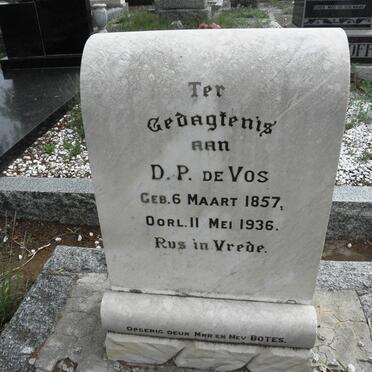 Ter
Gedagtenis
aan
D. P. de Vos
Geb. 6 Maart 1857,
Oorl. 11 Mei 1936.
Rus in Vrede.
Opgerig deur Mnr en Mev Botes.